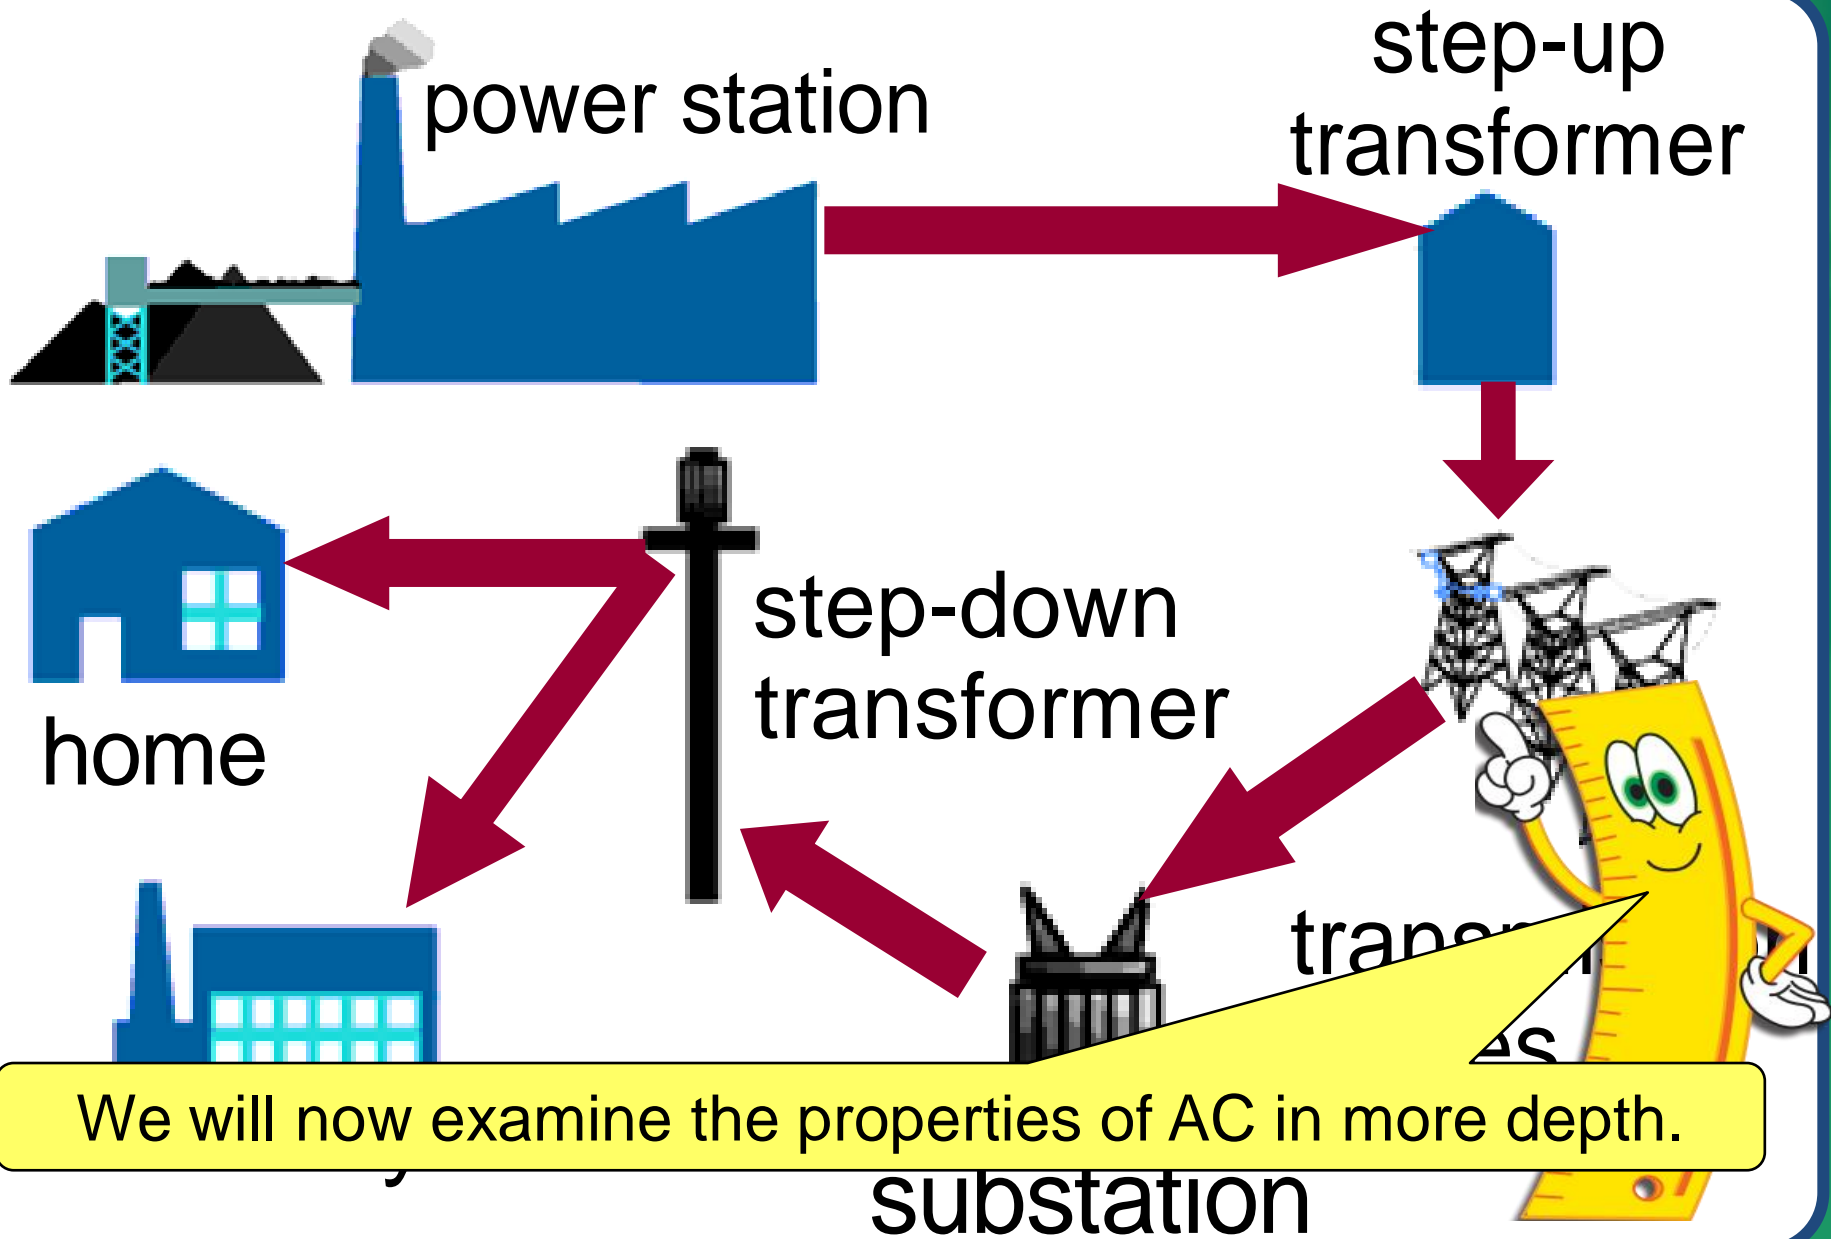 power station
step-up
transformer
step-down
transformer
home
We will now examine the properties of AC in more depth.
substation